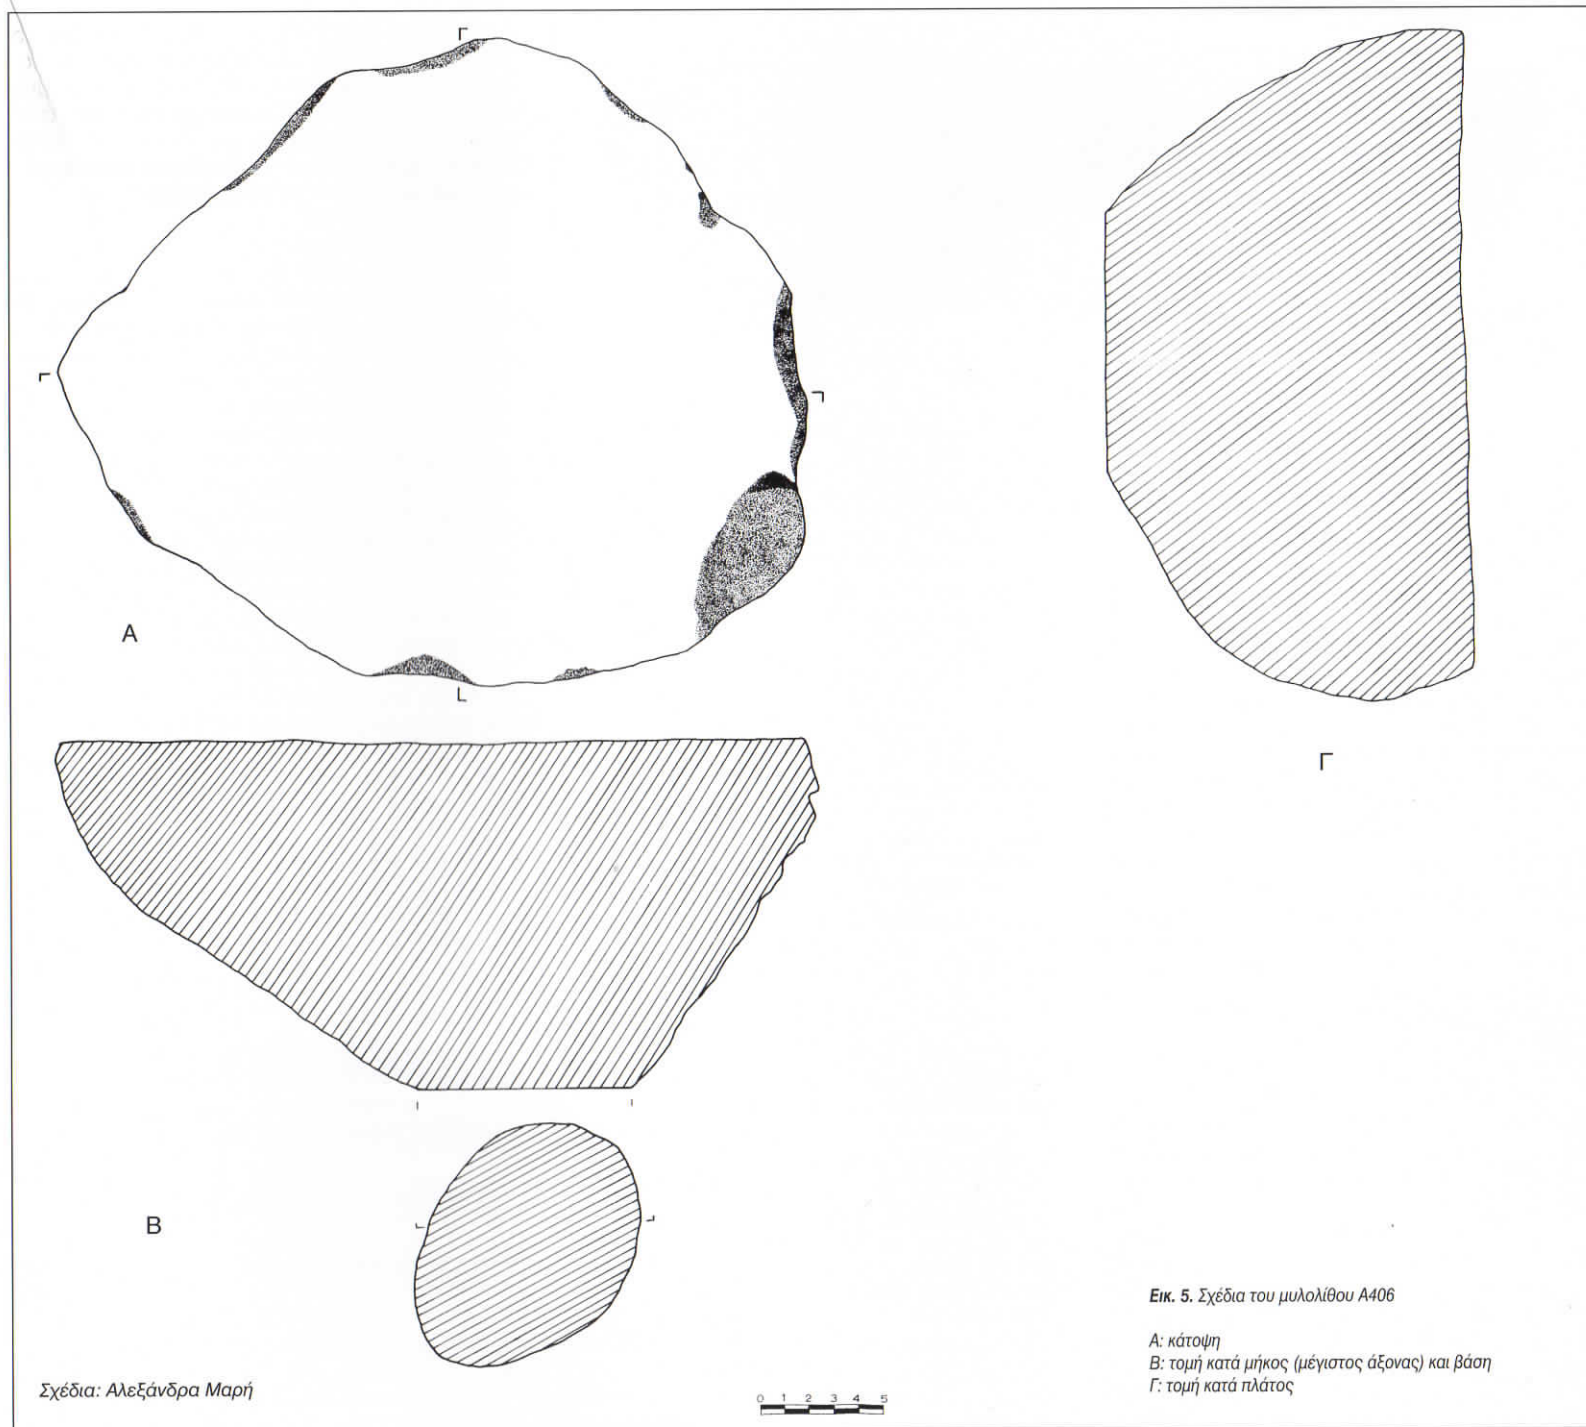 Γ
Α
Γ
Β
Εικ. 5. Σχέδια του μυλολίθου Α406
Α: κάτοψη
Β: τομή κατά μήκος (μέγιστος άξονας) και βάση
Γ: τομή κατά πλάτος
Σχέδια: Αλεξάνδρα Μαρή
0 1 2 3 4 5